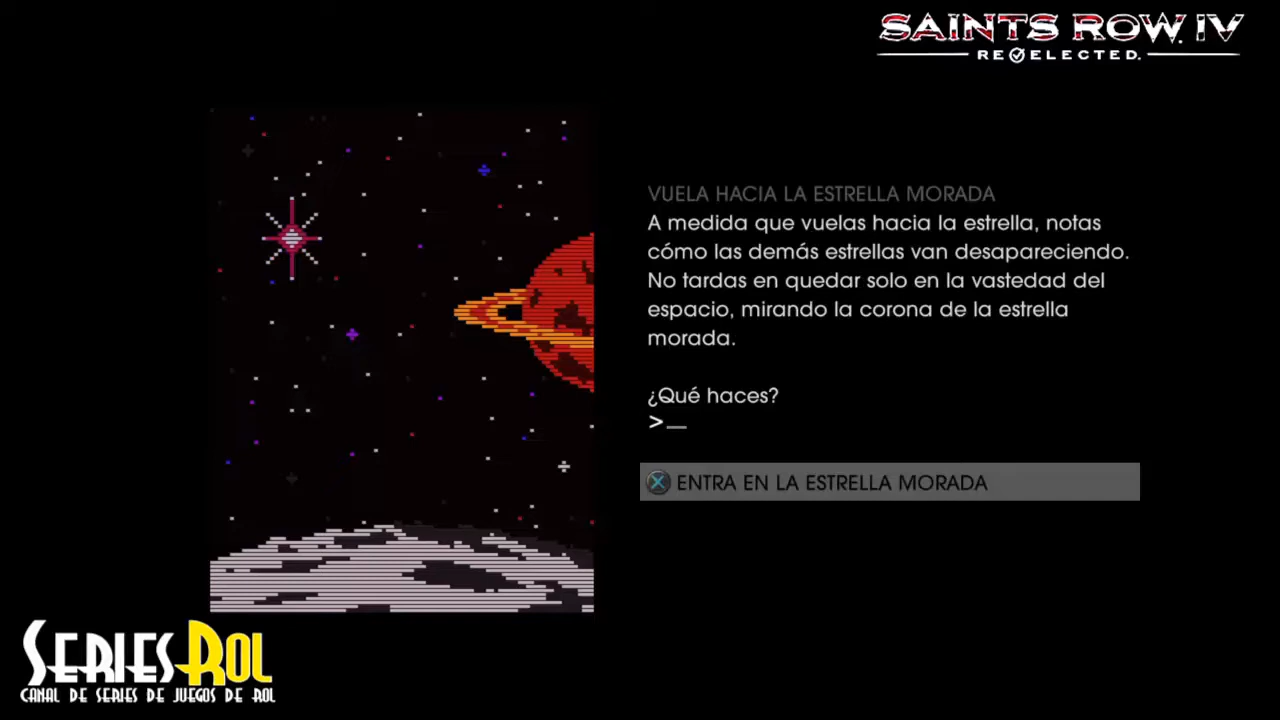 SAINTS ROW IV
RE ELECTED.
VUELA HACIA LA ESTRELLA MORADA
A medida que vuelas hacia la estrella, notas
cómo las demás estrellas van desapareciendo.
No tardas en quedar solo en la vastedad del
espacio, mirando la corona de la estrella
morada.
¿Qué haces?
>_
ENTRA EN LA ESTRELLA MORADA
SERIESROL
CANAL DE SERIES DE JUEGOS DE ROL